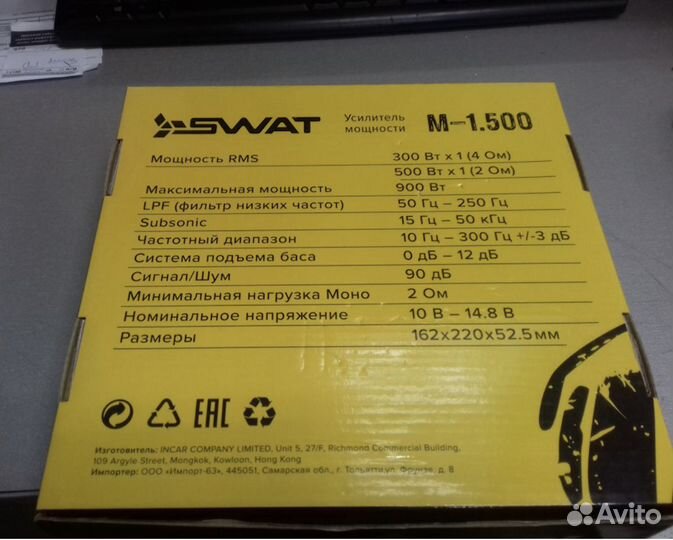 SWAT Усилитель мощности M-1.500
Мощность RMS 300 Вт x 1 (4 Ом)
500 Вт x 1 (2 Ом)
Максимальная мощность 900 Вт
LPF (фильтр низких частот) 50 Гц – 250 Гц
Subsonic 15 Гц – 50 кГц
Частотный диапазон 10 Гц – 300 Гц +/-3 дБ
Система подъема баса 0 дБ – 12 дБ
Сигнал/Шум 90 дБ
Минимальная нагрузка Моно 2 Ом
Номинальное напряжение 10 В – 14.8 В
Размеры 162x220x52.5мм
EAC
Изготовитель: INCAR COMPANY LIMITED, Unit 5, 27/F, Richmond Commercial Building,
109 Argyle Street, Mongkok, Kowloon, Hong Kong
Импортер: ООО «Импорт-63», 445051, Самарская обл., г. Тольятти,ул. Фрунзе, д. 8
Avito